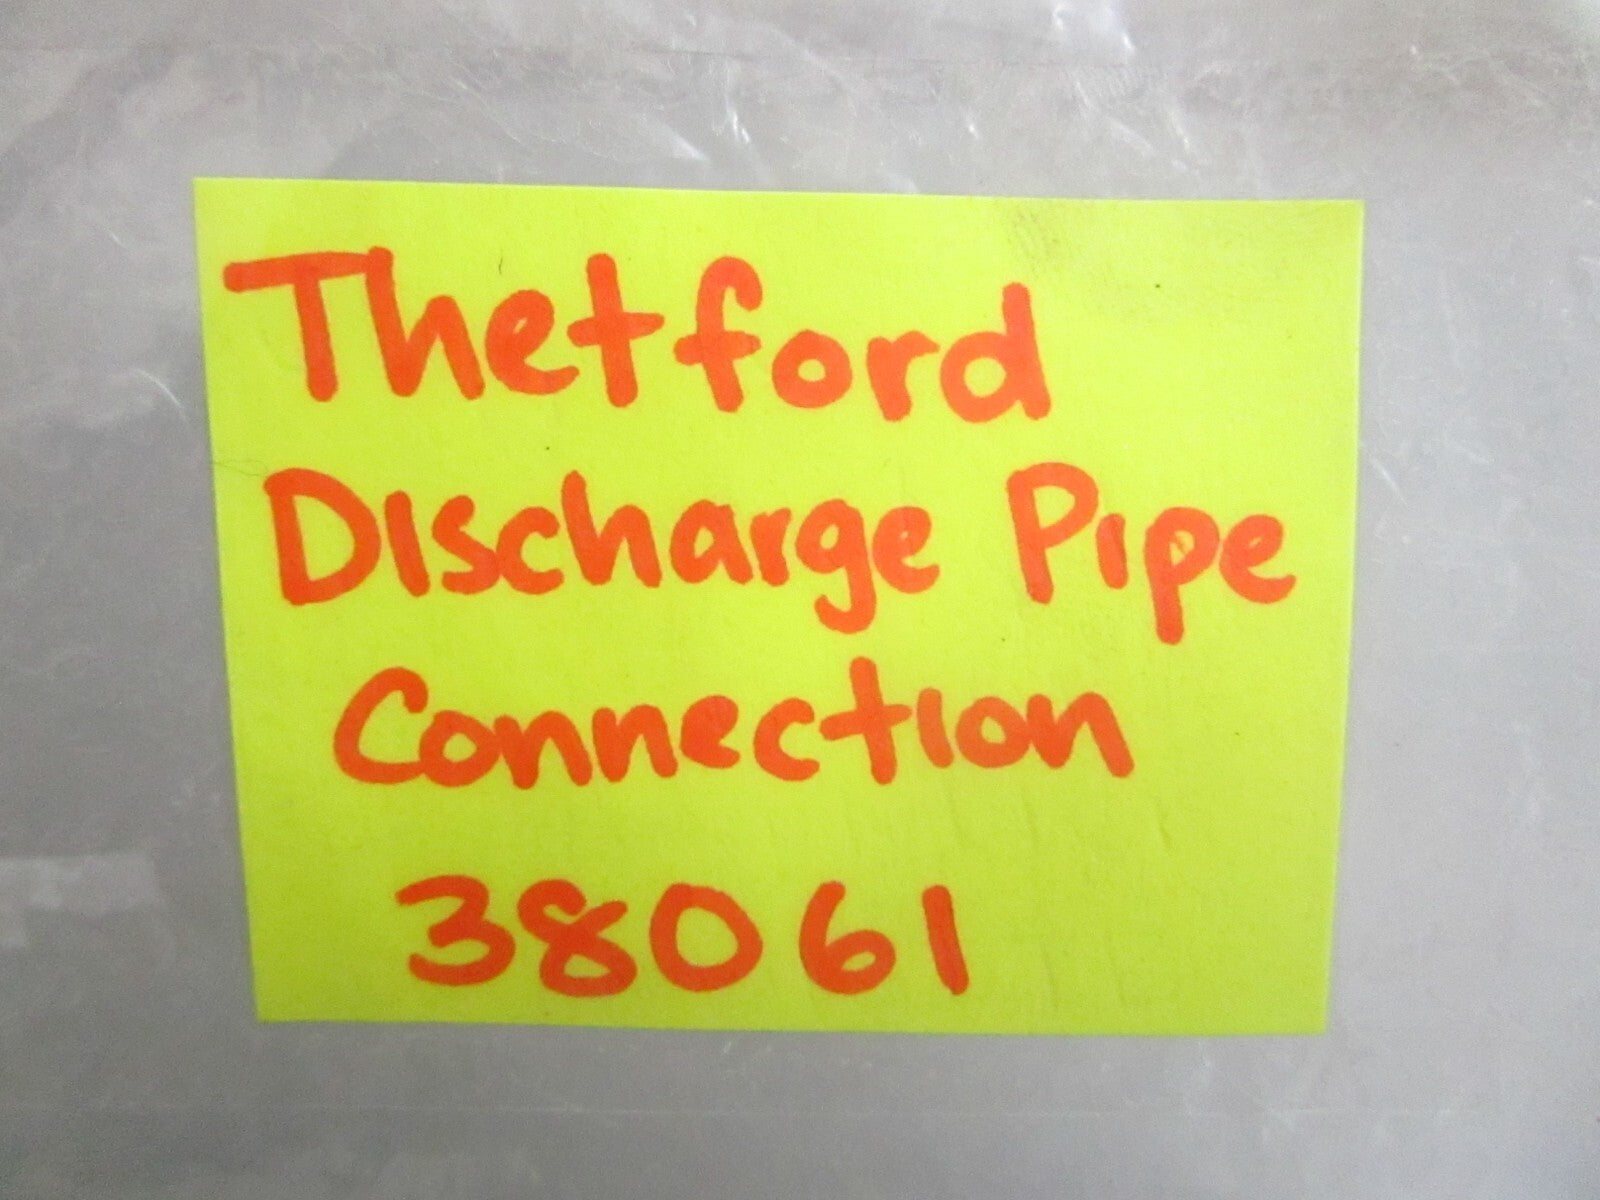 Thetford
Discharge Pipe
Connection
38061